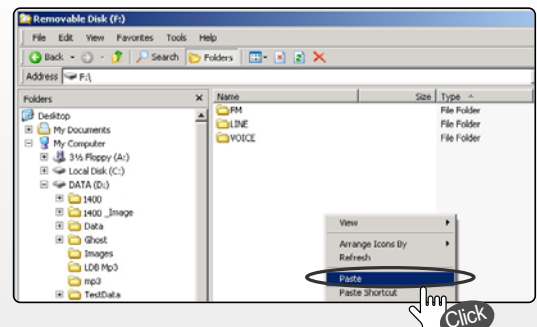 Removable Disk (F:)
File Edit View Favorites Tools Help
Back Search Folders
Address F:\
Folders
Name Size Type
Desktop
My Documents
My Computer
3½ Floppy (A:)
Local Disk (C:)
DATA (D:)
1400
1400 _Image
Data
Ghost
Images
LDB Mp3
mp3
TestData
FM File Folder
LINE File Folder
VOICE File Folder
View
Arrange Icons By
Refresh
Paste
Paste Shortcut
Click